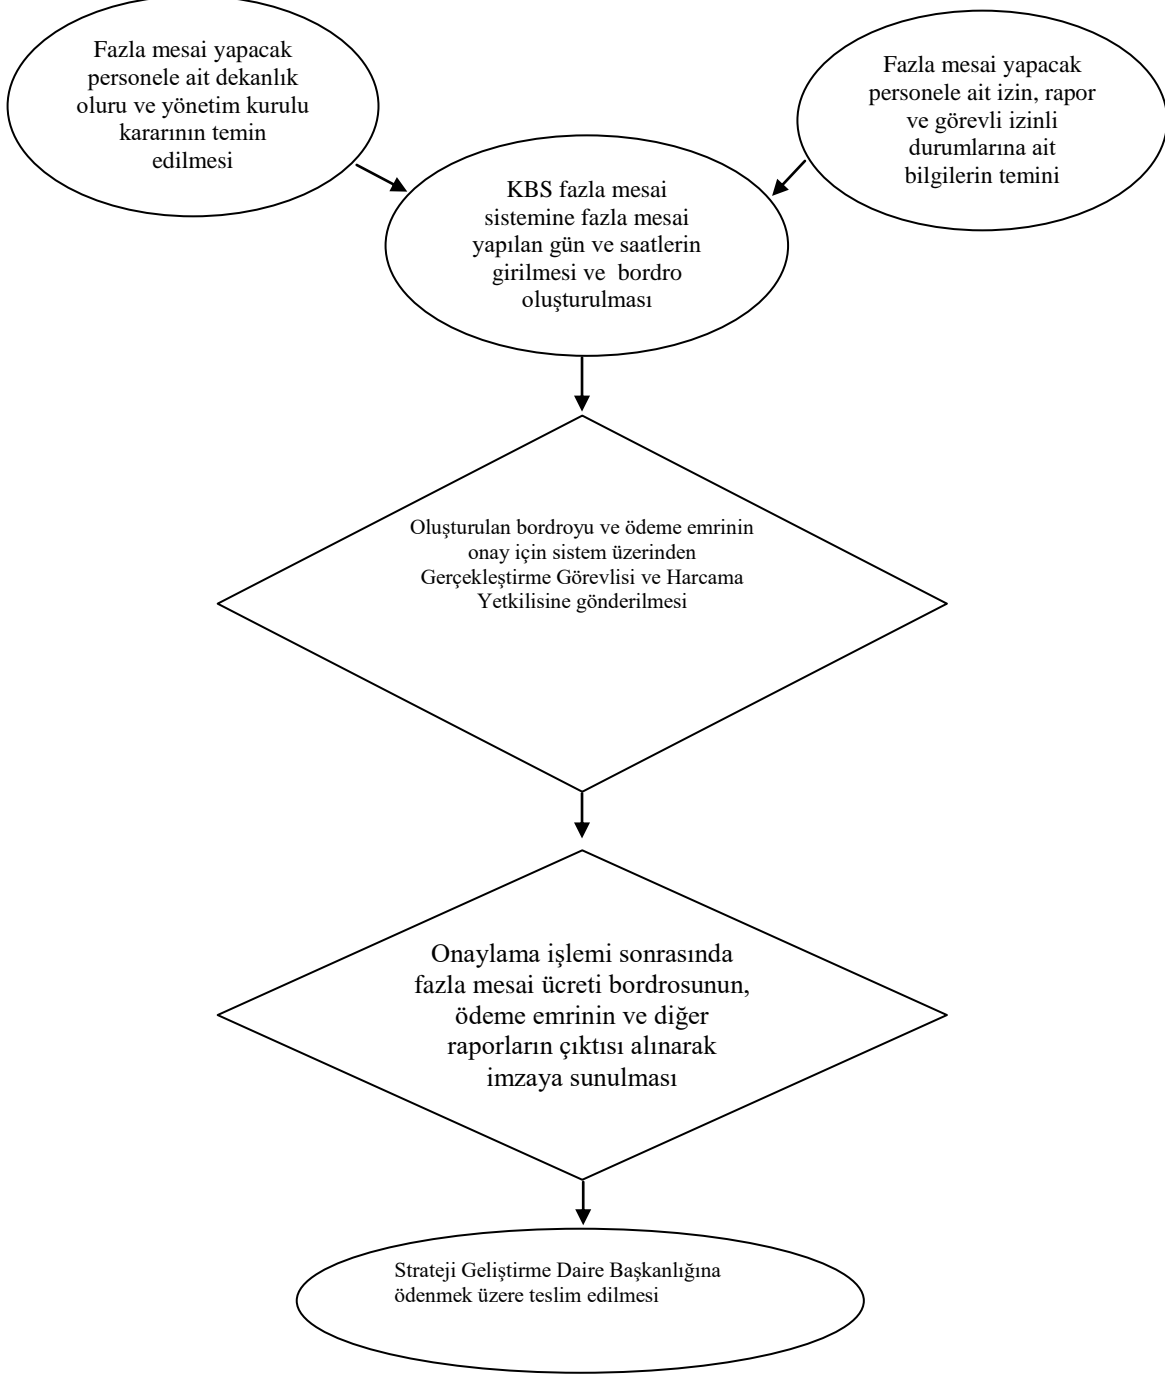 Fazla mesai yapacak
personele ait dekanlık
oluru ve yönetim kurulu
kararının temin
edilmesi
Fazla mesai yapacak
personele ait izin, rapor
ve görevli izinli
durumlarına ait
bilgilerin temini
KBS fazla mesai
sistemine fazla mesai
yapılan gün ve saatlerin
girilmesi ve bordro
oluşturulması
Oluşturulan bordroyu ve ödeme emrinin
onay için sistem üzerinden
Gerçekleştirme Görevlisi ve Harcama
Yetkilisine gönderilmesi
Onaylama işlemi sonrasında
fazla mesai ücreti bordrosunun,
ödeme emrinin ve diğer
raporların çıktısı alınarak
imzaya sunulması
Strateji Geliştirme Daire Başkanlığına
ödenmek üzere teslim edilmesi